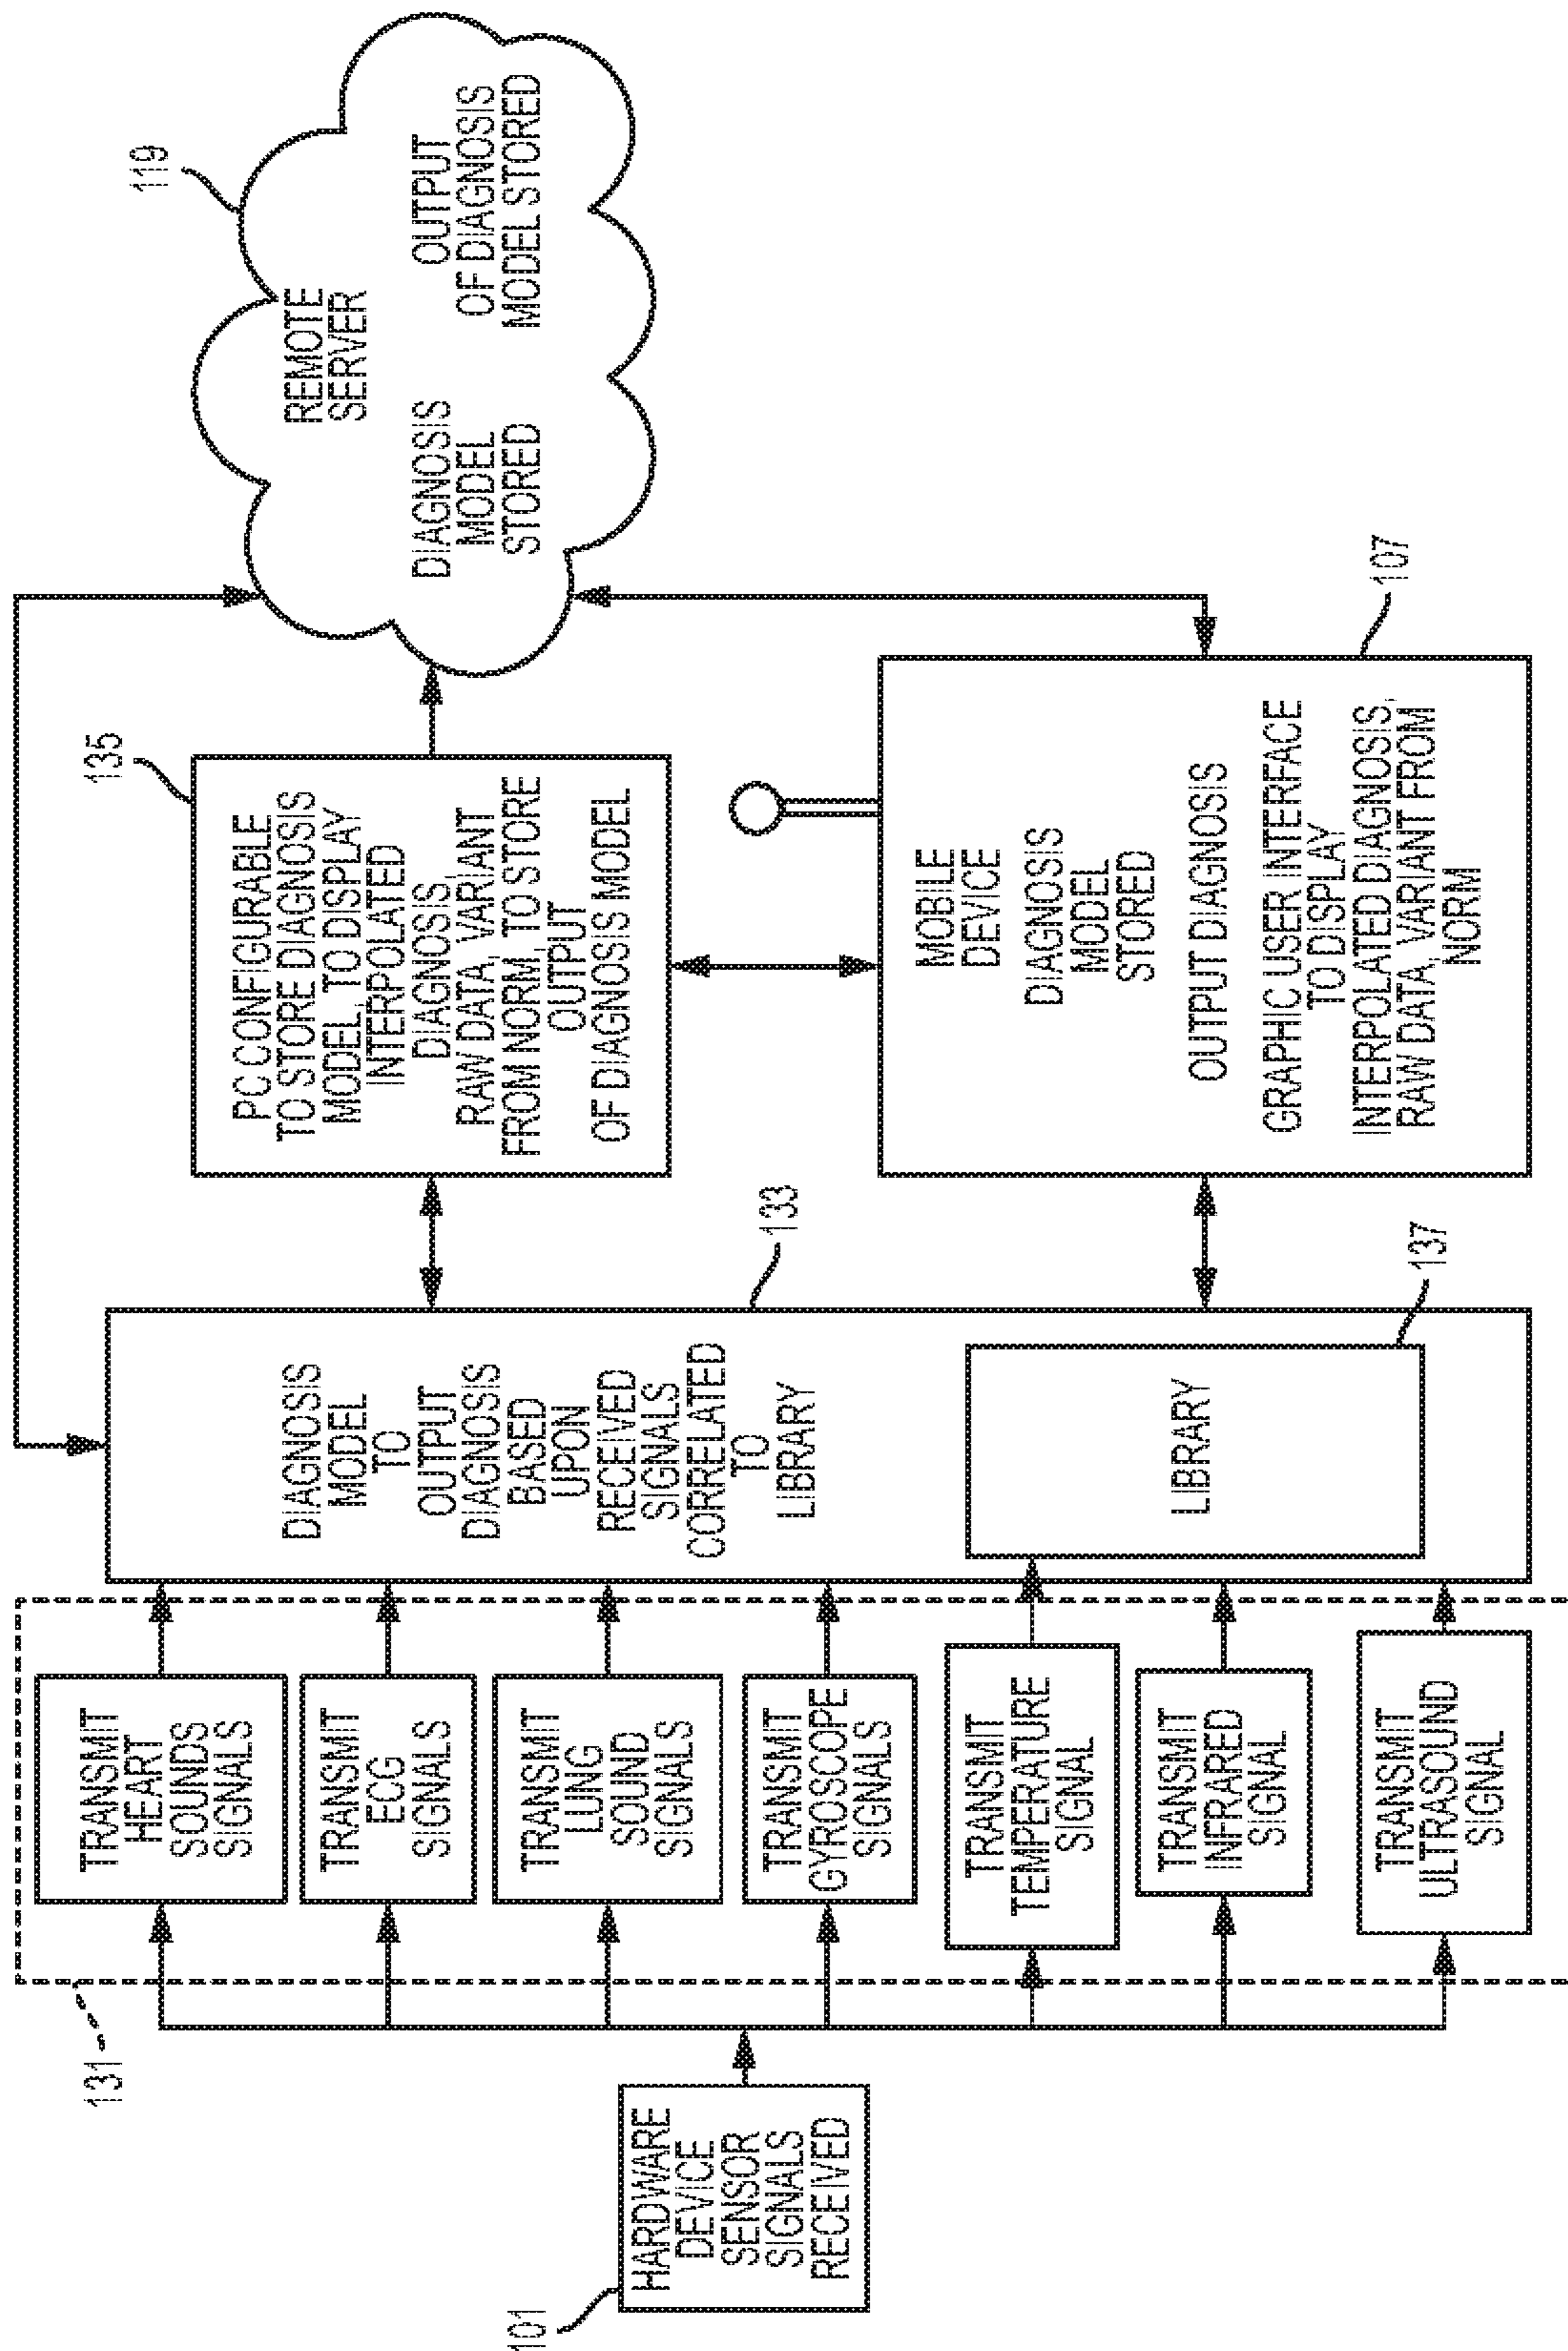 101
HARDWARE
DEVICE
SENSOR
SIGNALS
RECEIVED
131
TRANSMIT
HEART
SOUNDS
SIGNALS
TRANSMIT
ECG
SIGNALS
TRANSMIT
LUNG
SOUND
SIGNALS
TRANSMIT
GYROSCOPE
SIGNALS
TRANSMIT
TEMPERATURE
SIGNAL
TRANSMIT
INFRARED
SIGNAL
TRANSMIT
ULTRASOUND
SIGNAL
DIAGNOSIS
MODEL
TO
OUTPUT
DIAGNOSIS
BASED
UPON
RECEIVED
SIGNALS
CORRELATED
TO
LIBRARY
133
LIBRARY
137
135
PC CONFIGURABLE
TO STORE DIAGNOSIS
MODEL, TO DISPLAY
INTERPOLATED
DIAGNOSIS,
RAW DATA, VARIANT
FROM NORM, TO STORE
OUTPUT
OF DIAGNOSIS MODEL
MOBILE
DEVICE
DIAGNOSIS
MODEL
STORED
OUTPUT DIAGNOSIS
GRAPHIC USER INTERFACE
TO DISPLAY
INTERPOLATED DIAGNOSIS,
RAW DATA, VARIANT FROM
NORM
107
119
REMOTE
SERVER
DIAGNOSIS
MODEL
STORED
OUTPUT
OF DIAGNOSIS
MODEL STORED